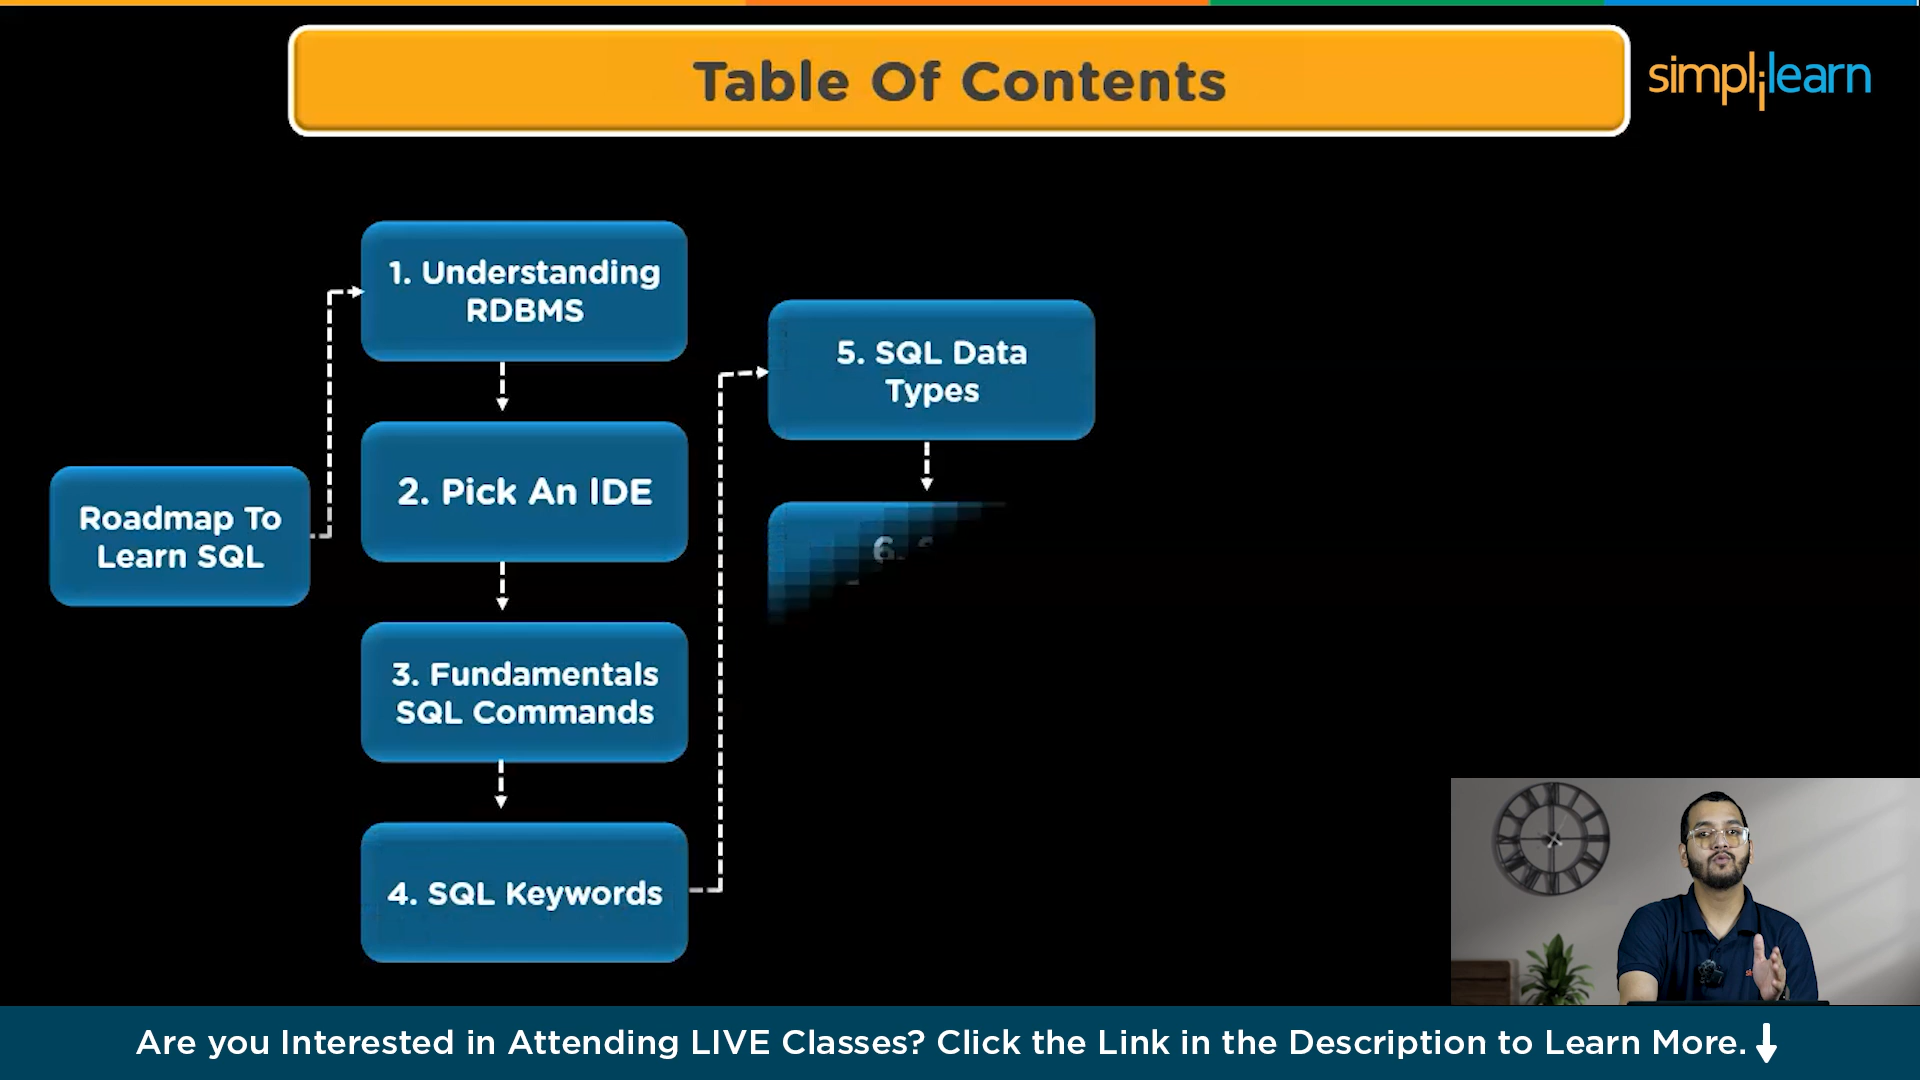 Table Of Contents
simplilearn
Roadmap To
Learn SQL
1. Understanding
RDBMS
2. Pick An IDE
3. Fundamentals
SQL Commands
4. SQL Keywords
5. SQL Data
Types
6.
Are you Interested in Attending LIVE Classes? Click the Link in the Description to Learn More.